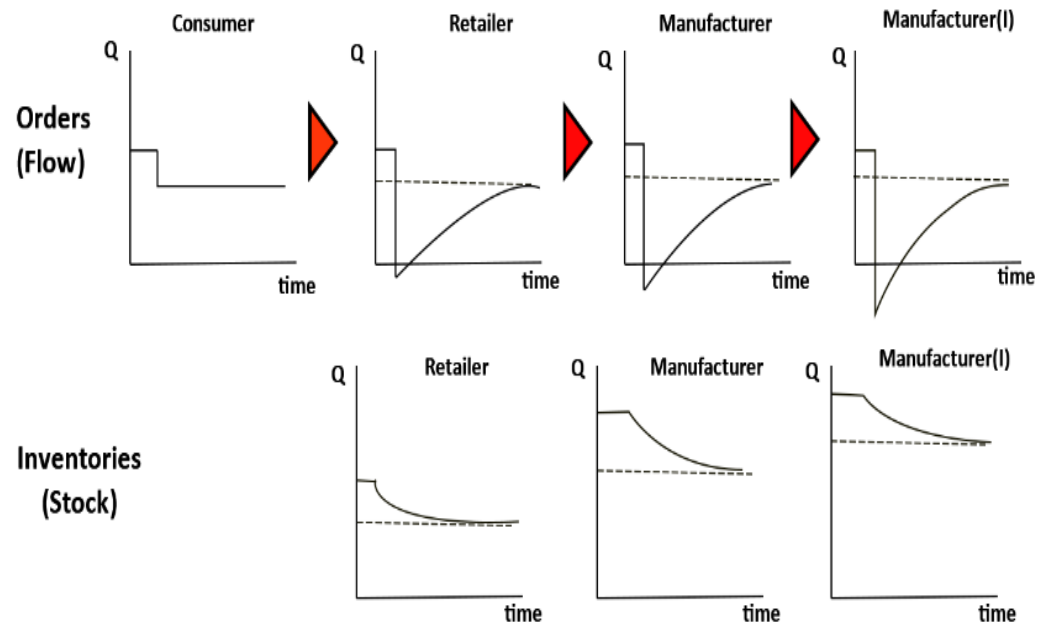 Consumer
Retailer
Manufacturer
Manufacturer(I)
Q
Q
Q
Q
Orders
(Flow)
time
time
time
time
Retailer
Manufacturer
Manufacturer(I)
Q
Q
Q
Inventories
(Stock)
time
time
time